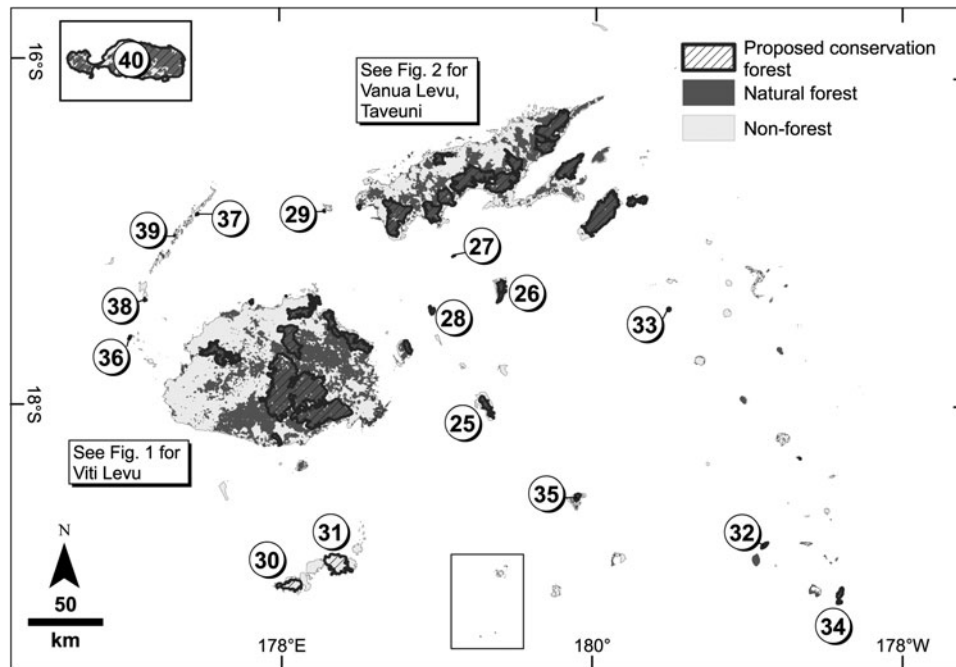 16°S
40
See Fig. 2 for
Vanua Levu,
Taveuni
Proposed conservation
forest
Natural forest
Non-forest
39
37
29
27
26
38
28
33
36
25
18°S
See Fig. 1 for
Viti Levu
35
31
32
30
N
50
km
34
178°E
180°
178°W